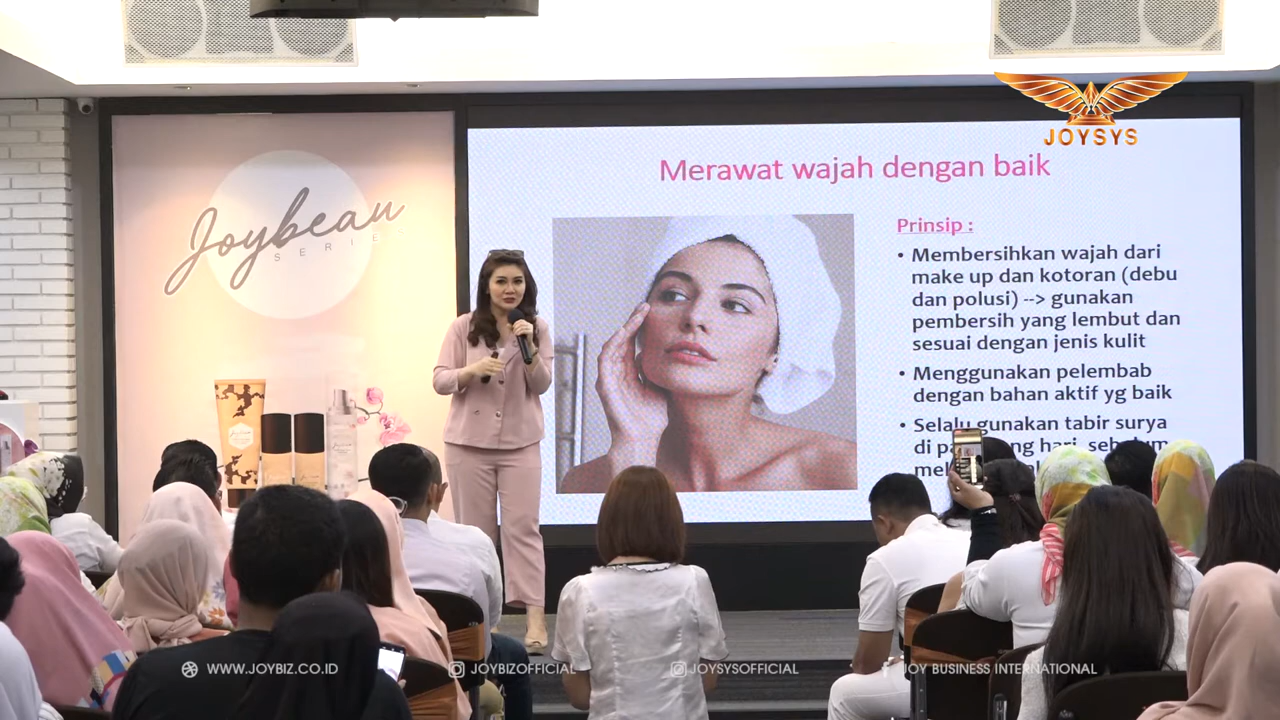 JOYSYS
Joybeau
SERIES
Merawat wajah dengan baik
Prinsip :
• Membersihkan wajah dari
make up dan kotoran (debu
dan polusi) --> gunakan
pembersih yang lembut dan
sesuai dengan jenis kulit
• Menggunakan pelembab
dengan bahan aktif yg baik
• Selalu gunakan tabir surya
di hari,
WWW.JOYBIZ.CO.ID
JOYBIZOFFICIAL
JOYSYSOFFICIAL
JOY BUSINESS INTERNATIONAL